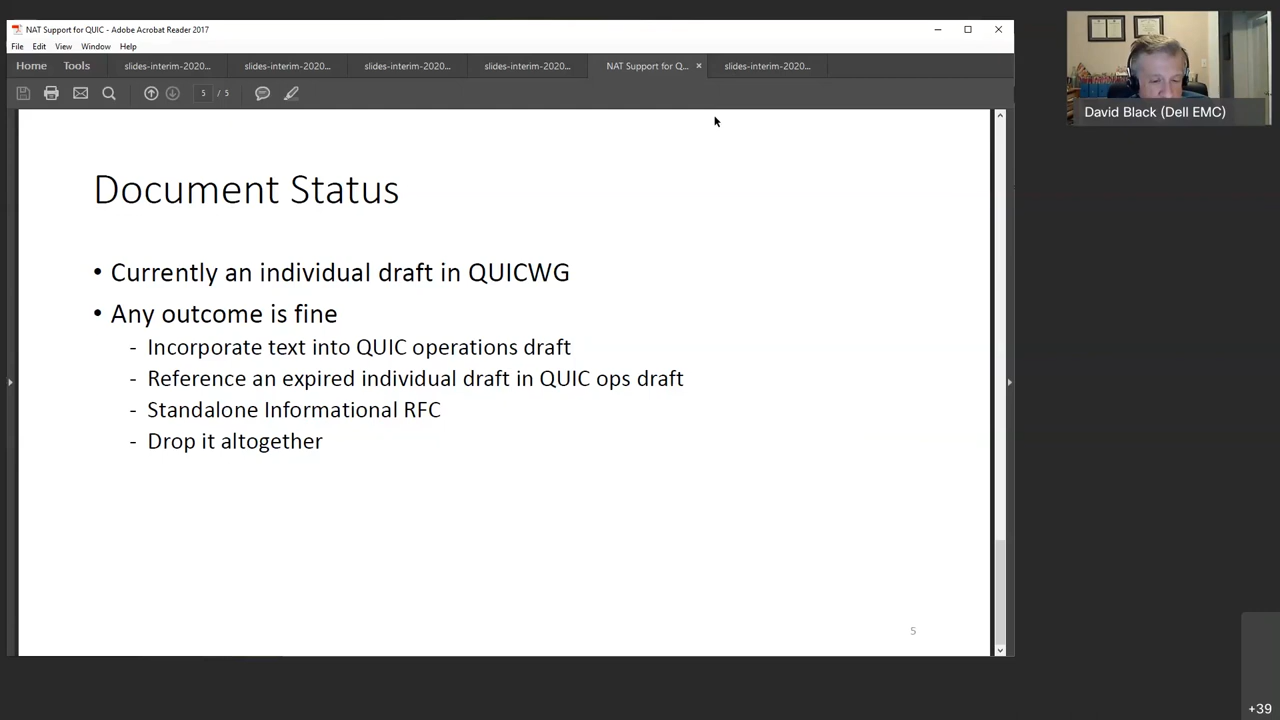 NAT Support for QUIC - Adobe Acrobat Reader 2017
File Edit View Window Help
Home Tools slides-interim-2020... slides-interim-2020... slides-interim-2020... slides-interim-2020... NAT Support for Q... × slides-interim-2020...
5 / 5
David Black (Dell EMC)
Document Status
• Currently an individual draft in QUICWG
• Any outcome is fine
- Incorporate text into QUIC operations draft
- Reference an expired individual draft in QUIC ops draft
- Standalone Informational RFC
- Drop it altogether
5
+39